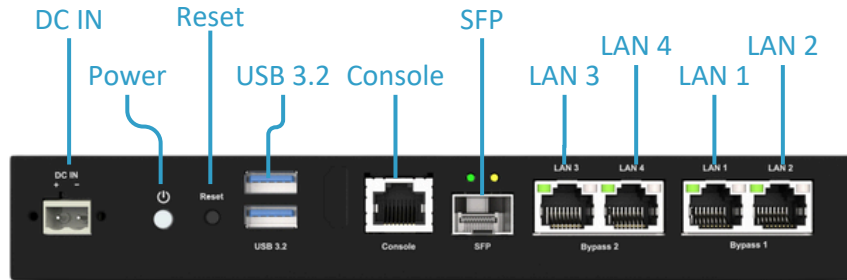 DC IN
Reset
SFP
LAN 4
LAN 2
Power
USB 3.2
Console
LAN 3
LAN 1
DC IN
+ −
Reset
USB 3.2
Console
SFP
LAN 3
LAN 4
Bypass 2
LAN 1
LAN 2
Bypass 1